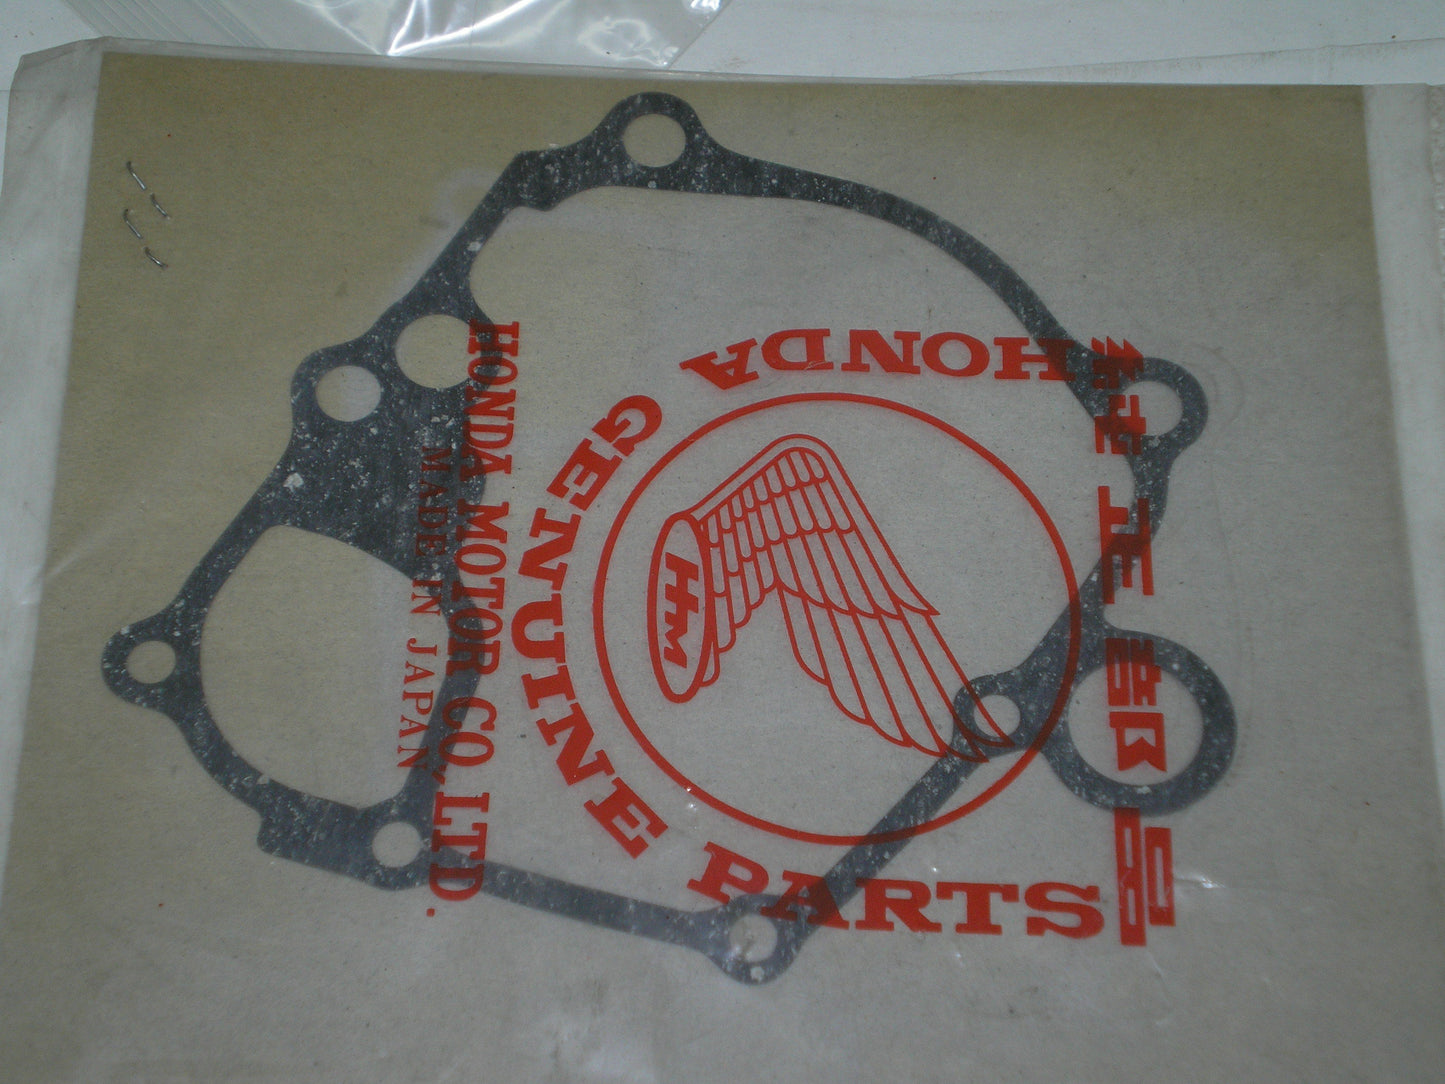 純正部品
HONDA GENUINE PARTS
HM
HONDA MOTOR CO.,LTD.
MADE IN JAPAN